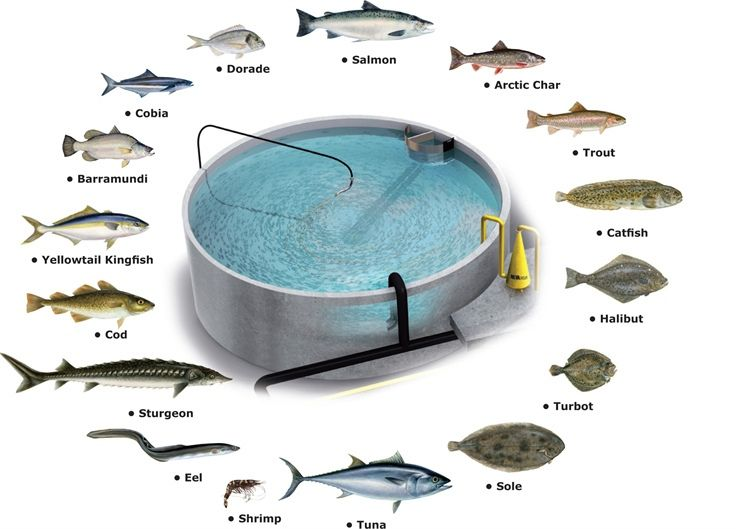 ● Salmon
● Dorade
● Arctic Char
● Cobia
● Trout
● Barramundi
● Catfish
● Yellowtail Kingfish
● Halibut
● Cod
● Turbot
● Sturgeon
● Eel
● Sole
● Shrimp
● Tuna